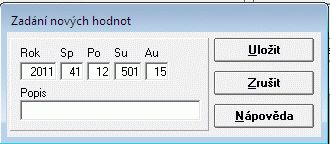 Zadání nových hodnot
Rok Sp Po Su Au
2011 41 12 501 15
Popis
Uložit
Zrušit
Nápověda